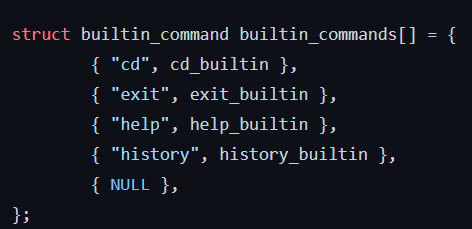 struct builtin_command builtin_commands[] = {
        { "cd", cd_builtin },
        { "exit", exit_builtin },
        { "help", help_builtin },
        { "history", history_builtin },
        { NULL },
};